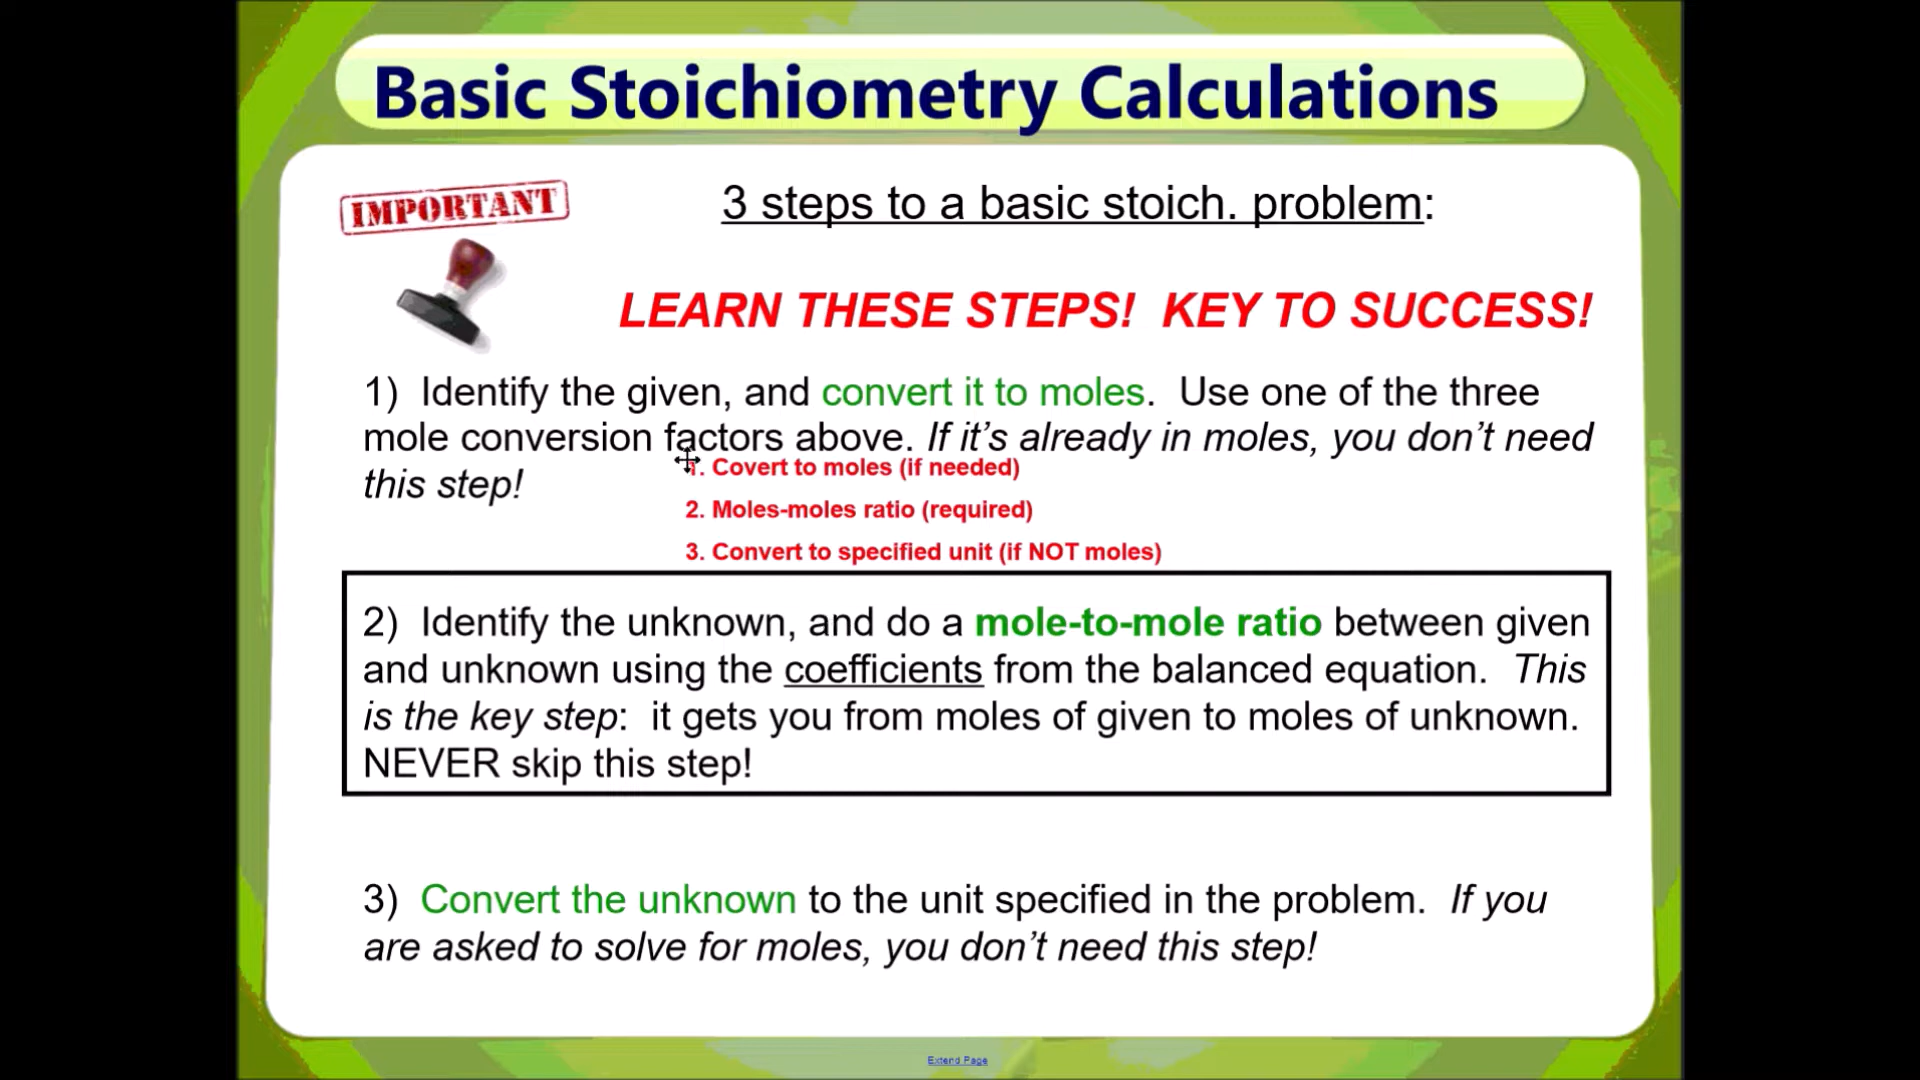 Basic Stoichiometry Calculations
IMPORTANT
3 steps to a basic stoich. problem:
LEARN THESE STEPS!  KEY TO SUCCESS!
1)  Identify the given, and convert it to moles.  Use one of the three
mole conversion factors above. If it's already in moles, you don't need
this step!
1. Covert to moles (if needed)
2. Moles-moles ratio (required)
3. Convert to specified unit (if NOT moles)
2)  Identify the unknown, and do a mole-to-mole ratio between given
and unknown using the coefficients from the balanced equation.  This
is the key step:  it gets you from moles of given to moles of unknown.
NEVER skip this step!
3)  Convert the unknown to the unit specified in the problem.  If you
are asked to solve for moles, you don't need this step!
Extend Page